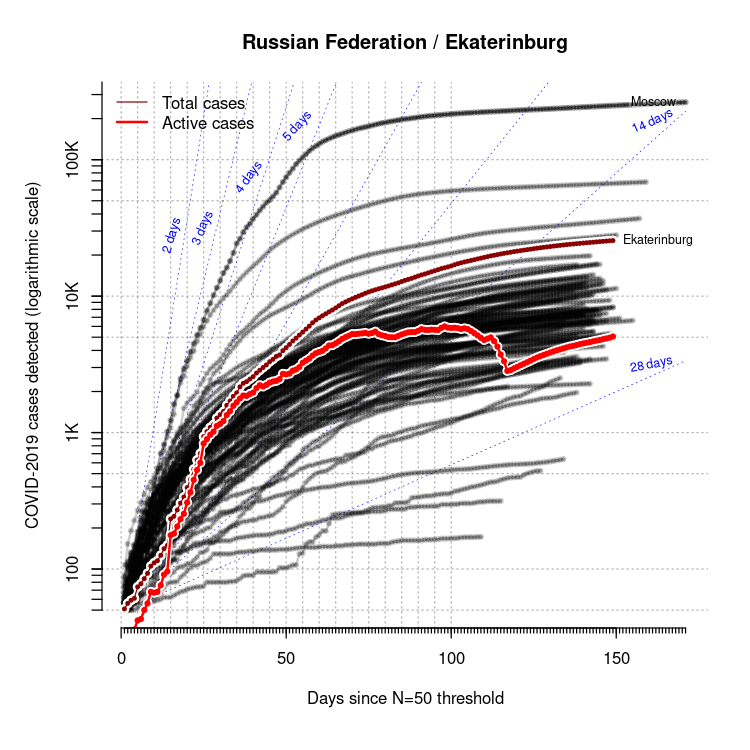 Russian Federation / Ekaterinburg
Total cases
Active cases
Moscow
2 days
3 days
4 days
5 days
14 days
28 days
Ekaterinburg
COVID-2019 cases detected (logarithmic scale)
100K
10K
1K
100
0 50 100 150
Days since N=50 threshold